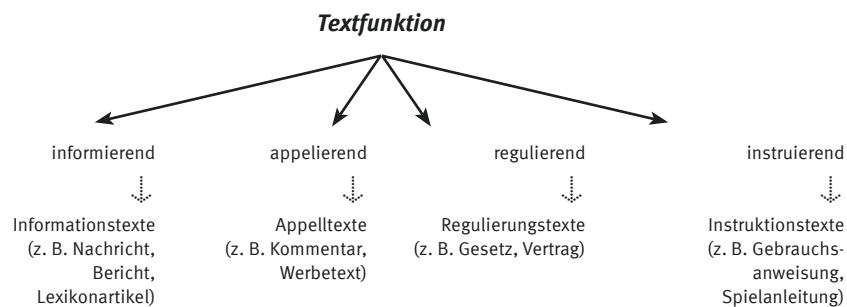 Textfunktion
informierend
appelierend
regulierend
instruierend
Informationstexte
(z. B. Nachricht,
Bericht,
Lexikonartikel)
Appelltexte
(z. B. Kommentar,
Werbetext)
Regulierungstexte
(z. B. Gesetz, Vertrag)
Instruktionstexte
(z. B. Gebrauchs-
anweisung,
Spielanleitung)